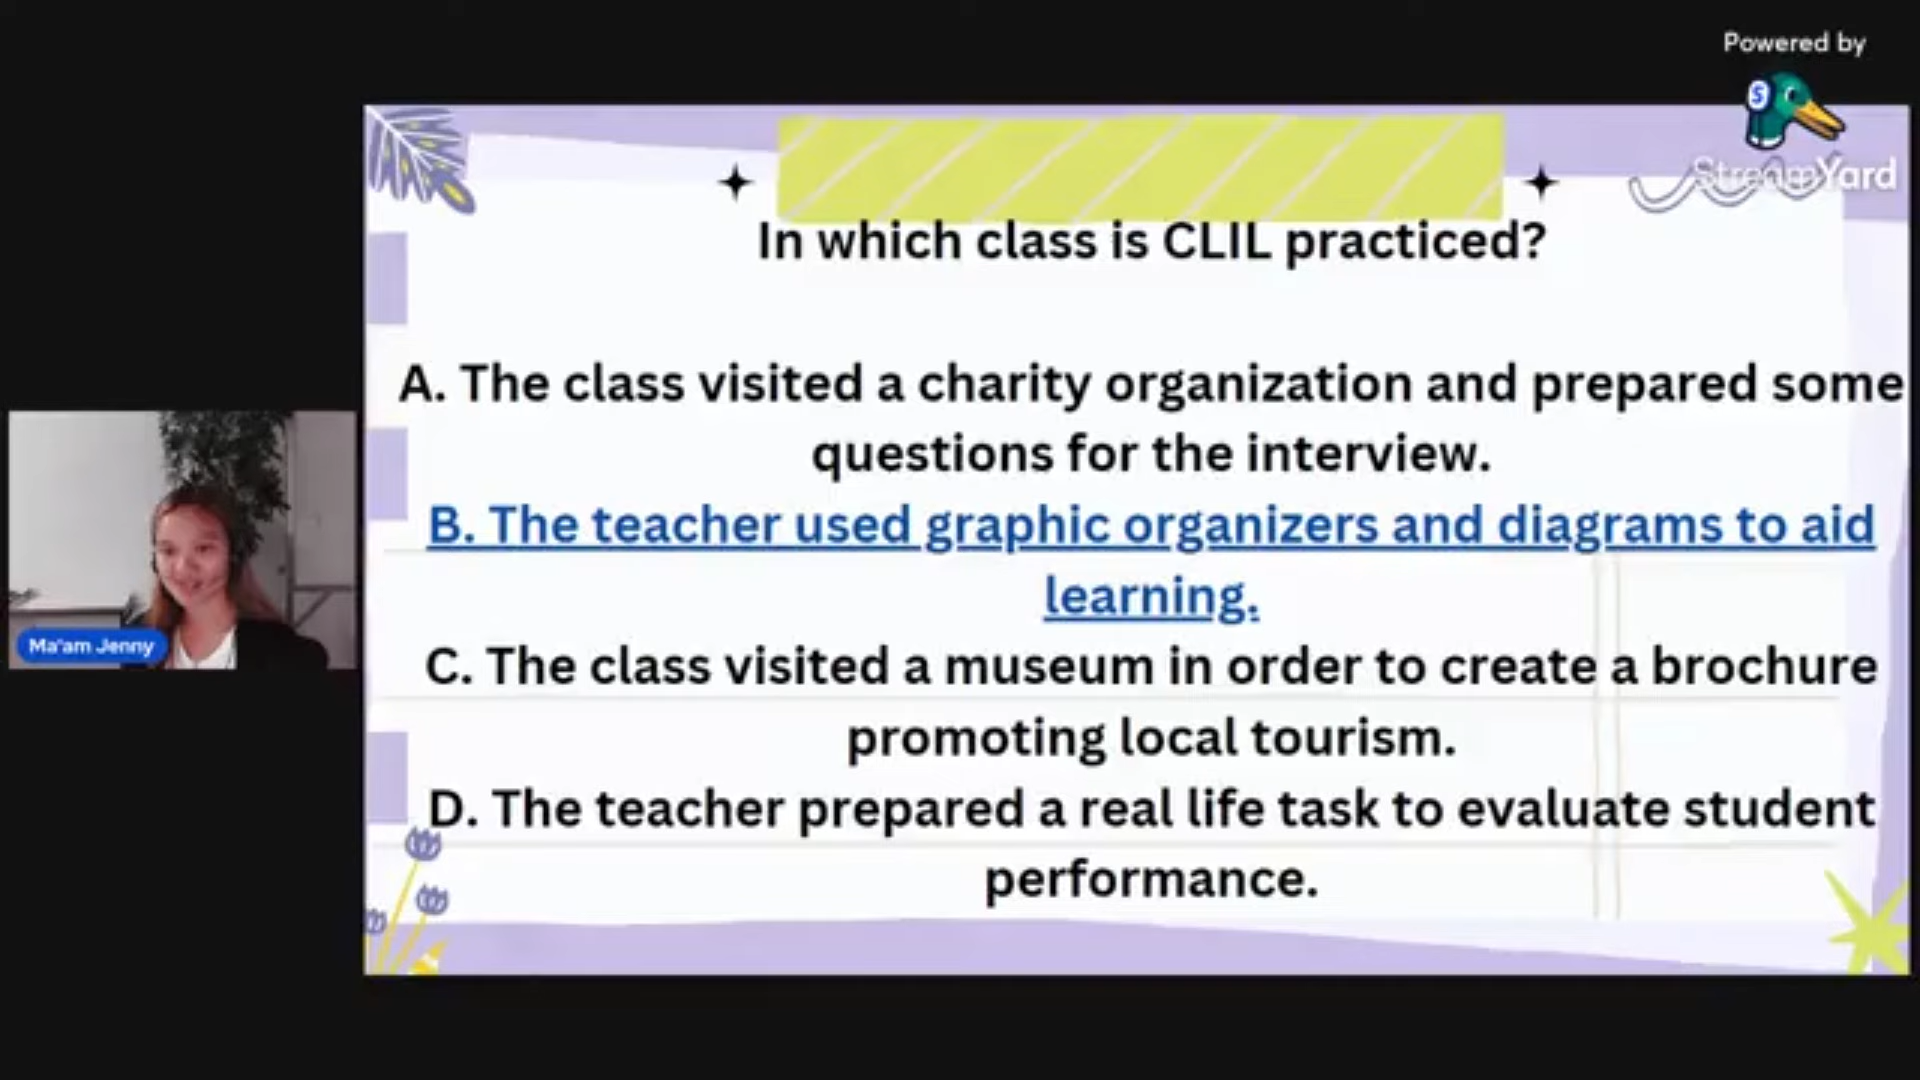 Powered by
StreamYard
In which class is CLIL practiced?
A. The class visited a charity organization and prepared some
questions for the interview.
B. The teacher used graphic organizers and diagrams to aid
learning.
C. The class visited a museum in order to create a brochure
promoting local tourism.
D. The teacher prepared a real life task to evaluate student
performance.
Ma'am Jenny